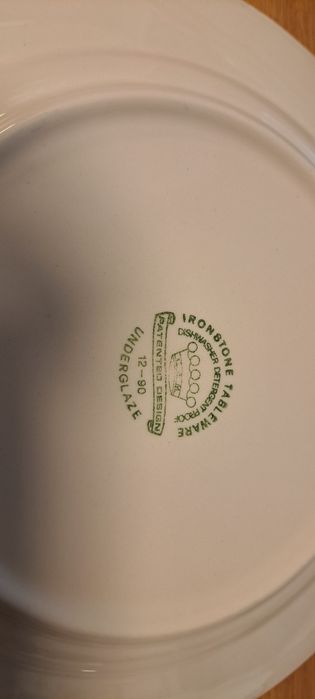 IRONSTONE TABLEWARE
DISHWASHER DETERGENT PROOF
PATENTED DESIGN
12-90
UNDERGLAZE